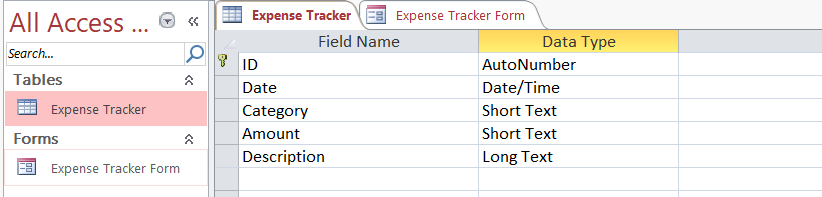 All Access ...
Search...
Tables
Expense Tracker
Forms
Expense Tracker Form
Expense Tracker Expense Tracker Form
Field Name Data Type
ID AutoNumber
Date Date/Time
Category Short Text
Amount Short Text
Description Long Text